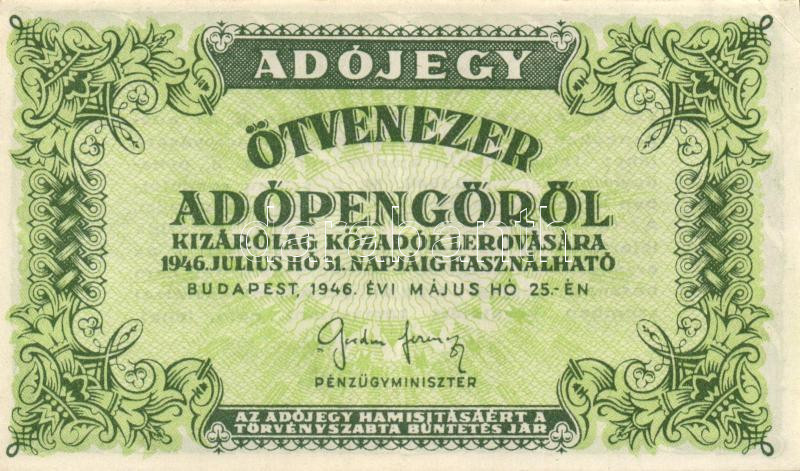 ADÓJEGY
ÖTVENEZER
ADÓPENGŐRŐL
KIZÁRÓLAG KÖZADÓK LEROVÁSÁRA
1946. JULIUS HÓ 31. NAPJÁIG HASZNÁLHATÓ
BUDAPEST, 1946. ÉVI MÁJUS HÓ 25.-ÉN
PÉNZÜGYMINISZTER
AZ ADÓJEGY HAMISITÁSÁÉRT A
TÖRVÉNYSZABTA BÜNTETÉS JÁR